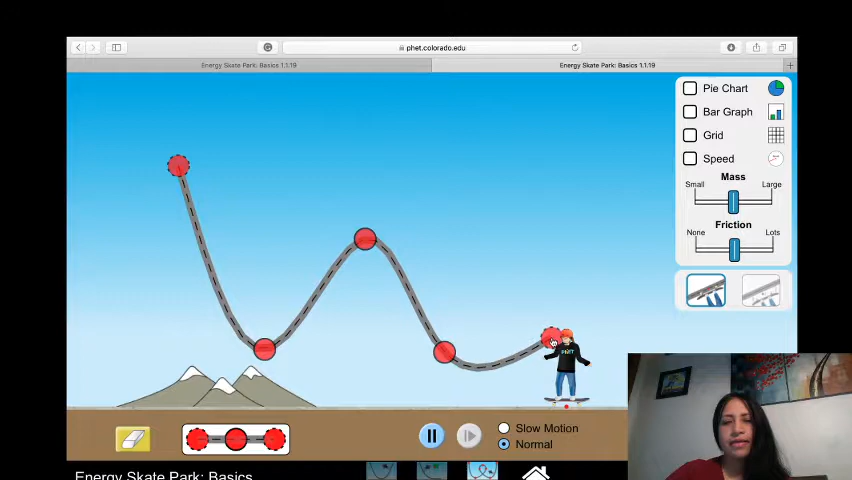 phet.colorado.edu
Energy Skate Park: Basics 1.1.19
Energy Skate Park: Basics 1.1.19
Pie Chart
Bar Graph
Grid
Speed
Mass
Small Large
Friction
None Lots
PhET
Slow Motion
Normal
Energy Skate Park: Basics